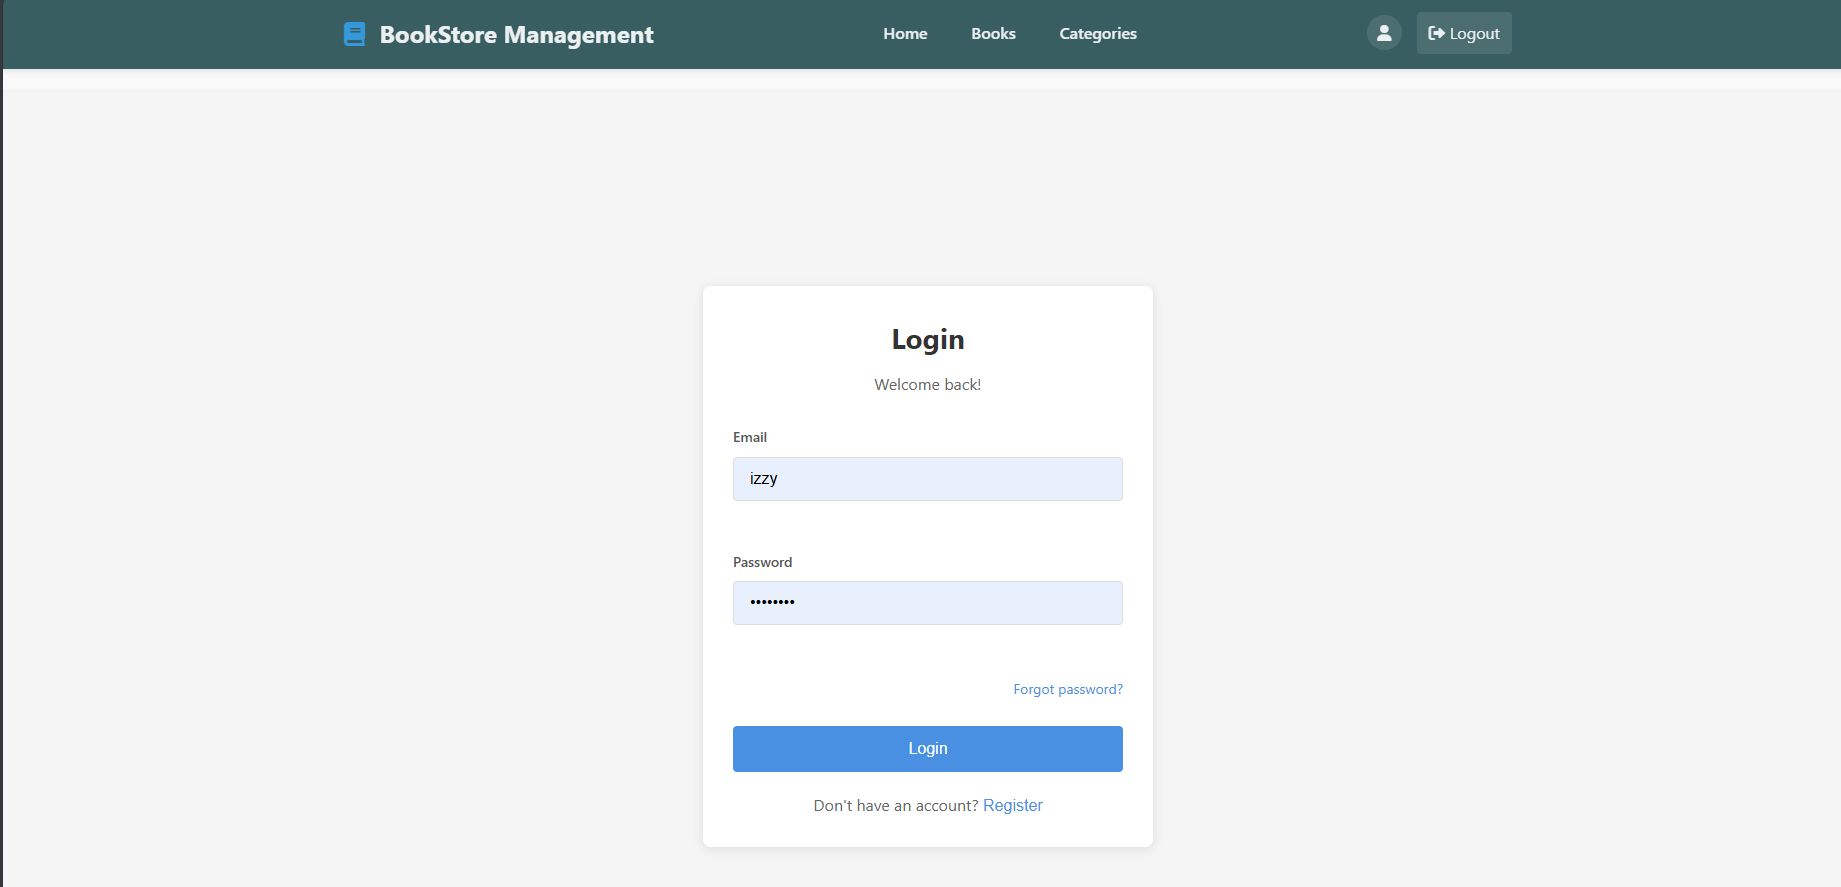 BookStore Management
Home
Books
Categories
Logout
Login
Welcome back!
Email
izzy
Password
••••••••
Forgot password?
Login
Don't have an account? Register